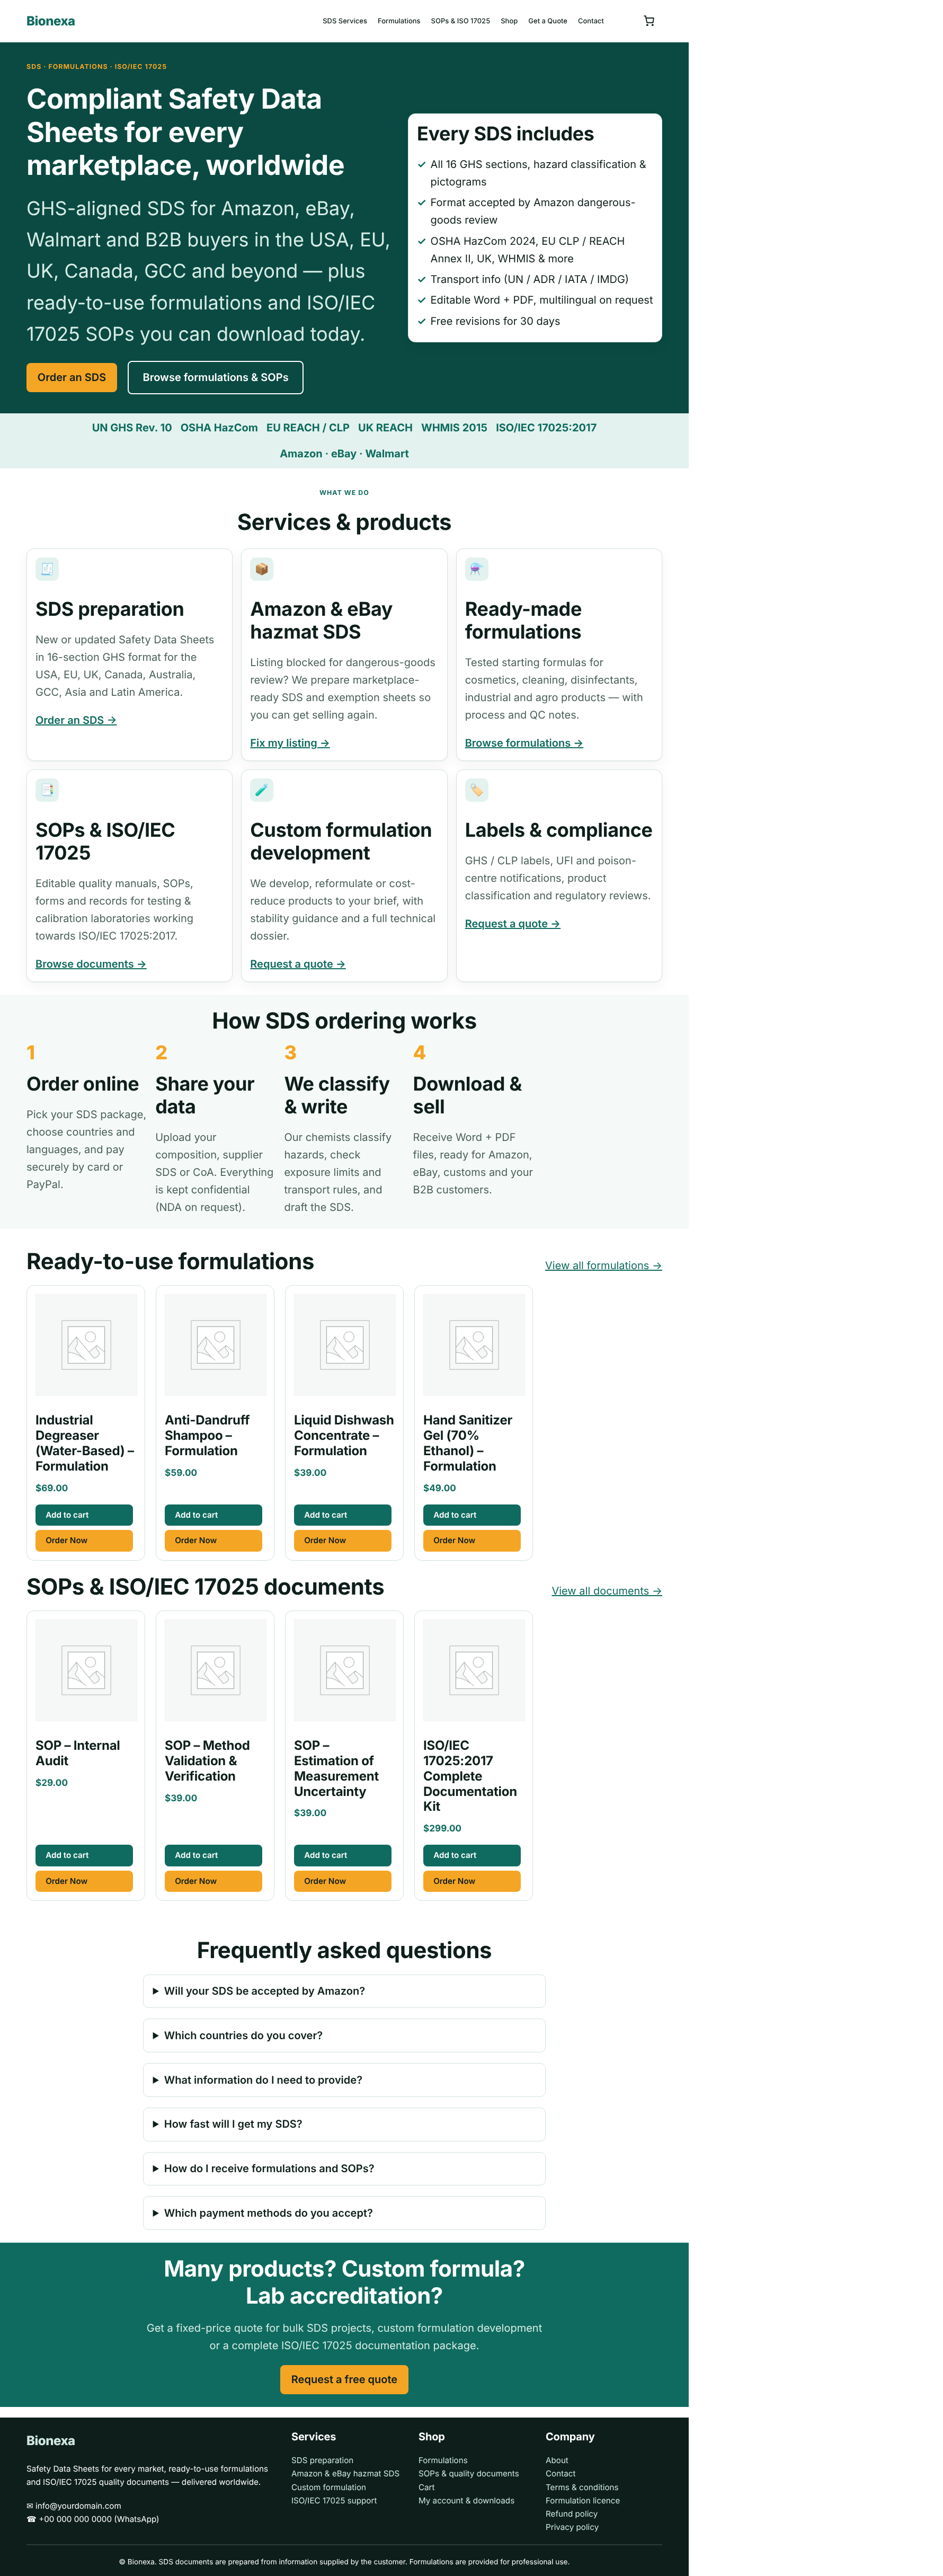 Bionexa
SDS Services Formulations SOPs & ISO 17025 Shop Get a Quote Contact
SDS · FORMULATIONS · ISO/IEC 17025
Compliant Safety Data
Sheets for every
marketplace, worldwide
GHS-aligned SDS for Amazon, eBay,
Walmart and B2B buyers in the USA, EU,
UK, Canada, GCC and beyond — plus
ready-to-use formulations and ISO/IEC
17025 SOPs you can download today.
Order an SDS
Browse formulations & SOPs
Every SDS includes
✓ All 16 GHS sections, hazard classification &
pictograms
✓ Format accepted by Amazon dangerous-
goods review
✓ OSHA HazCom 2024, EU CLP / REACH
Annex II, UK, WHMIS & more
✓ Transport info (UN / ADR / IATA / IMDG)
✓ Editable Word + PDF, multilingual on request
✓ Free revisions for 30 days
UN GHS Rev. 10 OSHA HazCom EU REACH / CLP UK REACH WHMIS 2015 ISO/IEC 17025:2017
Amazon · eBay · Walmart
WHAT WE DO
Services & products
SDS preparation
New or updated Safety Data Sheets
in 16-section GHS format for the
USA, EU, UK, Canada, Australia,
GCC, Asia and Latin America.
Order an SDS →
Amazon & eBay
hazmat SDS
Listing blocked for dangerous-goods
review? We prepare marketplace-
ready SDS and exemption sheets so
you can get selling again.
Fix my listing →
Ready-made
formulations
Tested starting formulas for
cosmetics, cleaning, disinfectants,
industrial and agro products — with
process and QC notes.
Browse formulations →
SOPs & ISO/IEC
17025
Editable quality manuals, SOPs,
forms and records for testing &
calibration laboratories working
towards ISO/IEC 17025:2017.
Browse documents →
Custom formulation
development
We develop, reformulate or cost-
reduce products to your brief, with
stability guidance and a full technical
dossier.
Request a quote →
Labels & compliance
GHS / CLP labels, UFI and poison-
centre notifications, product
classification and regulatory reviews.
Request a quote →
How SDS ordering works
1
Order online
Pick your SDS package,
choose countries and
languages, and pay
securely by card or
PayPal.
2
Share your
data
Upload your
composition, supplier
SDS or CoA. Everything
is kept confidential
(NDA on request).
3
We classify
& write
Our chemists classify
hazards, check
exposure limits and
transport rules, and
draft the SDS.
4
Download &
sell
Receive Word + PDF
files, ready for Amazon,
eBay, customs and your
B2B customers.
Ready-to-use formulations
View all formulations →
Industrial
Degreaser
(Water-Based) –
Formulation
$69.00
Add to cart
Order Now
Anti-Dandruff
Shampoo –
Formulation
$59.00
Add to cart
Order Now
Liquid Dishwash
Concentrate –
Formulation
$39.00
Add to cart
Order Now
Hand Sanitizer
Gel (70%
Ethanol) –
Formulation
$49.00
Add to cart
Order Now
SOPs & ISO/IEC 17025 documents
View all documents →
SOP – Internal
Audit
$29.00
Add to cart
Order Now
SOP – Method
Validation &
Verification
$39.00
Add to cart
Order Now
SOP –
Estimation of
Measurement
Uncertainty
$39.00
Add to cart
Order Now
ISO/IEC
17025:2017
Complete
Documentation
Kit
$299.00
Add to cart
Order Now
Frequently asked questions
▶ Will your SDS be accepted by Amazon?
▶ Which countries do you cover?
▶ What information do I need to provide?
▶ How fast will I get my SDS?
▶ How do I receive formulations and SOPs?
▶ Which payment methods do you accept?
Many products? Custom formula?
Lab accreditation?
Get a fixed-price quote for bulk SDS projects, custom formulation development
or a complete ISO/IEC 17025 documentation package.
Request a free quote
Bionexa
Safety Data Sheets for every market, ready-to-use formulations
and ISO/IEC 17025 quality documents — delivered worldwide.
✉ info@yourdomain.com
☎ +00 000 000 0000 (WhatsApp)
Services
SDS preparation
Amazon & eBay hazmat SDS
Custom formulation
ISO/IEC 17025 support
Shop
Formulations
SOPs & quality documents
Cart
My account & downloads
Company
About
Contact
Terms & conditions
Formulation licence
Refund policy
Privacy policy
© Bionexa. SDS documents are prepared from information supplied by the customer. Formulations are provided for professional use.